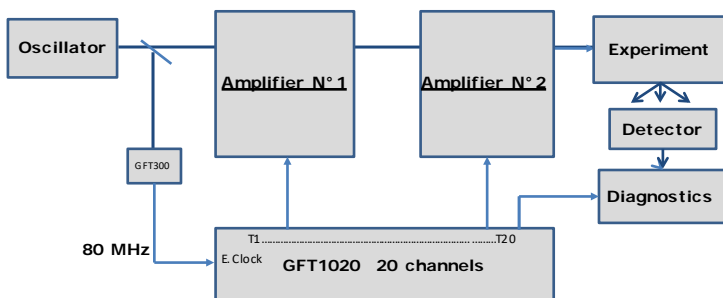 Oscillator
Amplifier N°1
Amplifier N°2
Experiment
Detector
GFT300
Diagnostics
80 MHz
T1..............................................................................T20
E. Clock
GFT1020 20 channels